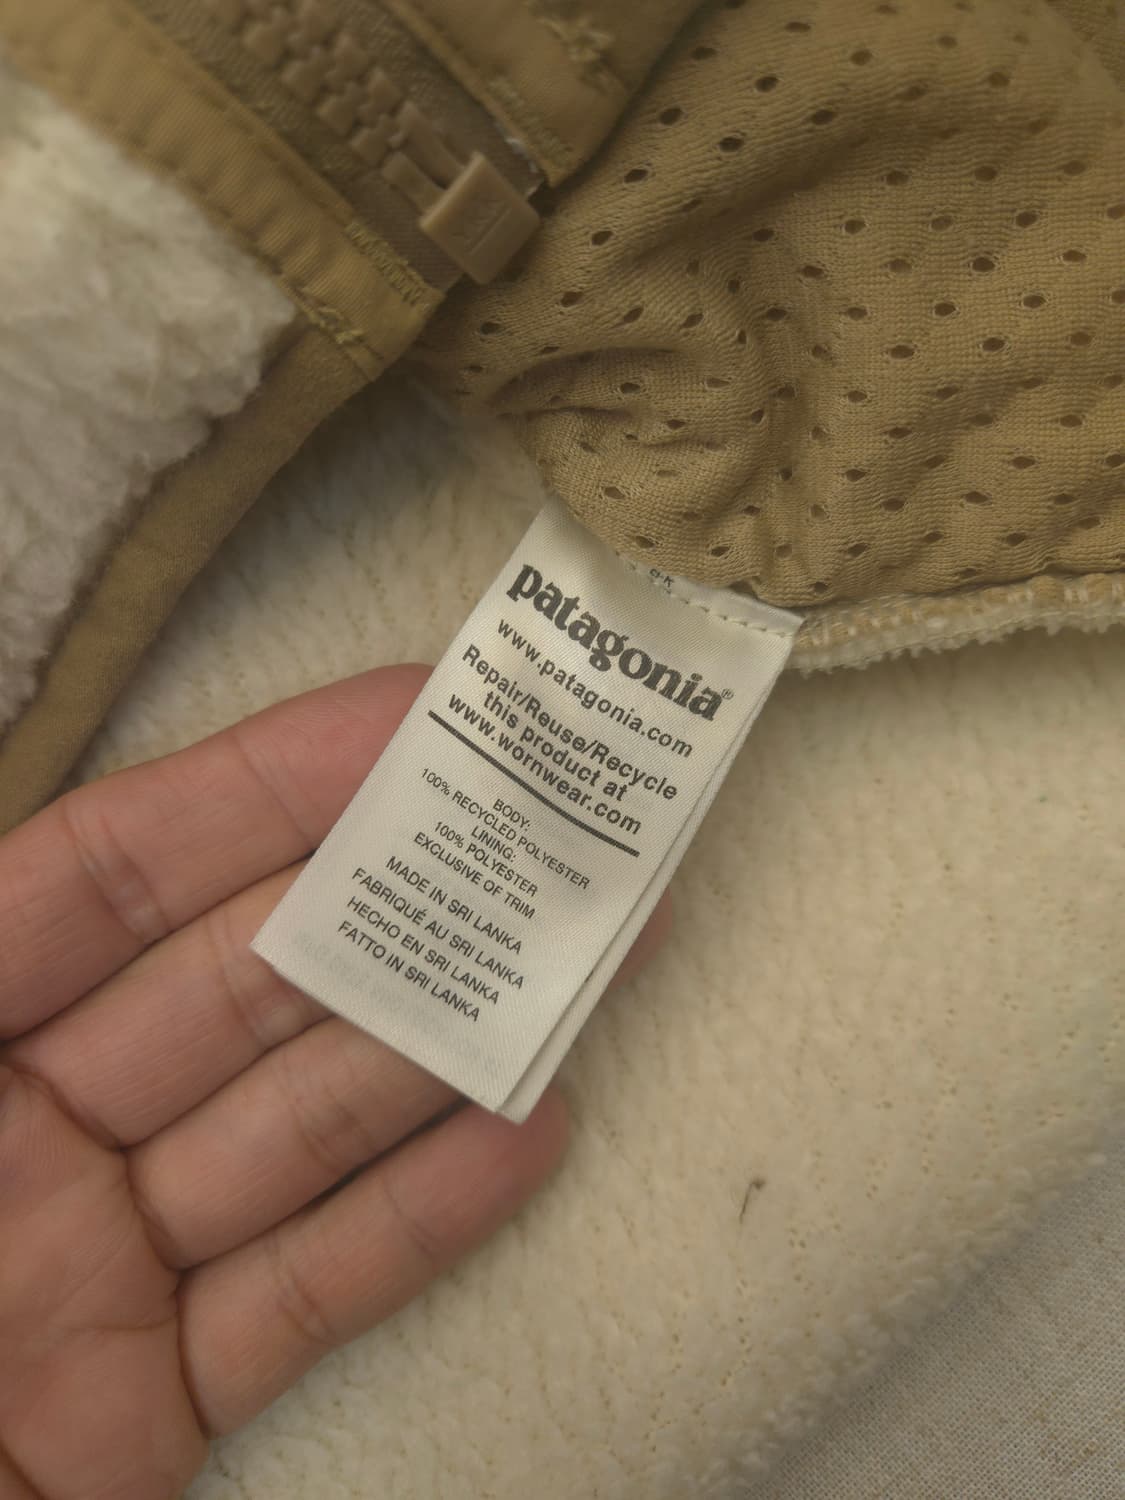 patagonia®
www.patagonia.com
Repair/Reuse/Recycle
this product at
www.wornwear.com
BODY:
100% RECYCLED POLYESTER
LINING:
100% POLYESTER
EXCLUSIVE OF TRIM
MADE IN SRI LANKA
FABRIQUÉ AU SRI LANKA
HECHO EN SRI LANKA
FATTO IN SRI LANKA